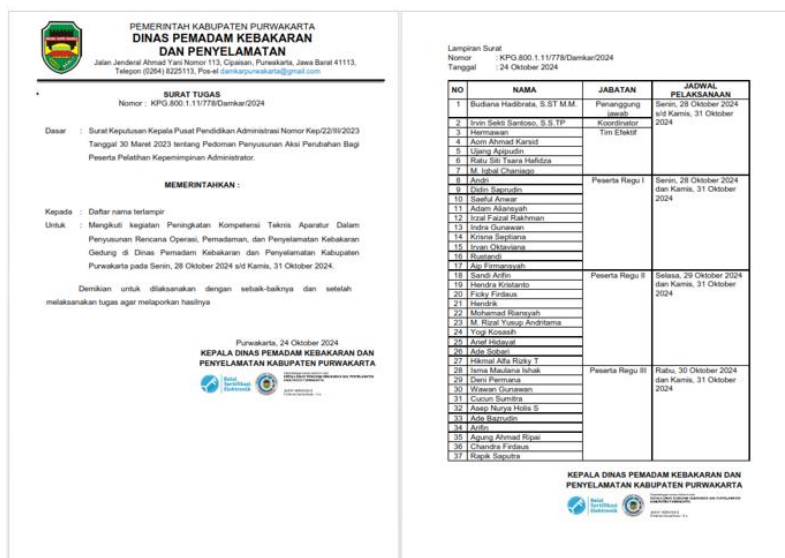 PEMERINTAH KABUPATEN PURWAKARTA
DINAS PEMADAM KEBAKARAN
DAN PENYELAMATAN
Jalan Jenderal Ahmad Yani Nomor 113, Cipaisan, Purwakarta, Jawa Barat 41113,
Telepon (0264) 8225113, Pos-el damkarpurwakarta@gmail.com
SURAT TUGAS
Nomor : KPG.800.1.11/778/Damkar/2024
Dasar : Surat Keputusan Kepala Pusat Pendidikan Administrasi Nomor Kep/22/III/2023
Tanggal 30 Maret 2023 tentang Pedoman Penyusunan Aksi Perubahan Bagi
Peserta Pelatihan Kepemimpinan Administrator.
MEMERINTAHKAN :
Kepada : Daftar nama terlampir
Untuk : Mengikuti kegiatan Peningkatan Kompetensi Teknis Aparatur Dalam
Penyusunan Rencana Operasi, Pemadaman, dan Penyelamatan Kebakaran
Gedung di Dinas Pemadam Kebakaran dan Penyelamatan Kabupaten
Purwakarta pada Senin, 28 Oktober 2024 s/d Kamis, 31 Oktober 2024.
Demikian untuk dilaksanakan dengan sebaik-baiknya dan setelah
melaksanakan tugas agar melaporkan hasilnya
Purwakarta, 24 Oktober 2024
KEPALA DINAS PEMADAM KEBAKARAN DAN
PENYELAMATAN KABUPATEN PURWAKARTA
Balai
Sertifikasi
Elektronik
Lampiran Surat
Nomor : KPG.800.1.11/778/Damkar/2024
Tanggal : 24 Oktober 2024
NO NAMA JABATAN JADWAL PELAKSANAAN
1 Budiana Hadibrata, S.ST M.M. Penanggung jawab Senin, 28 Oktober 2024 s/d Kamis, 31 Oktober 2024
2 Irvin Sekti Santoso, S.S.TP Koordinator
3 Hermawan Tim Efektif
4 Aom Ahmad Karsid
5 Ujang Apipudin
6 Ratu Siti Tsara Hafidza
7 M. Iqbal Chaniago
8 Andri Peserta Regu I Senin, 28 Oktober 2024 dan Kamis, 31 Oktober 2024
9 Didin Saprudin
10 Saeful Anwar
11 Adam Aliansyah
12 Irzal Faizal Rakhman
13 Indra Gunawan
14 Krisna Septiana
15 Irvan Oktaviana
16 Rustandi
17 Aip Firmansyah
18 Sandi Arifin Peserta Regu II Selasa, 29 Oktober 2024 dan Kamis, 31 Oktober 2024
19 Hendra Kristanto
20 Ficky Firdaus
21 Hendrik
22 Mohamad Riansyah
23 M. Rizal Yusup Andritama
24 Yogi Kosasih
25 Arief Hidayat
26 Ade Sobari
27 Hikmal Alfa Rizky T
28 Isma Maulana Ishak Peserta Regu III Rabu, 30 Oktober 2024 dan Kamis, 31 Oktober 2024
29 Deni Permana
30 Wawan Gunawan
31 Cucun Sumitra
32 Asep Nurya Holis S
33 Ade Bazrudin
34 Arifin
35 Agung Ahmad Ripai
36 Chandra Firdaus
37 Rapik Saputra
KEPALA DINAS PEMADAM KEBAKARAN DAN
PENYELAMATAN KABUPATEN PURWAKARTA
Balai
Sertifikasi
Elektronik